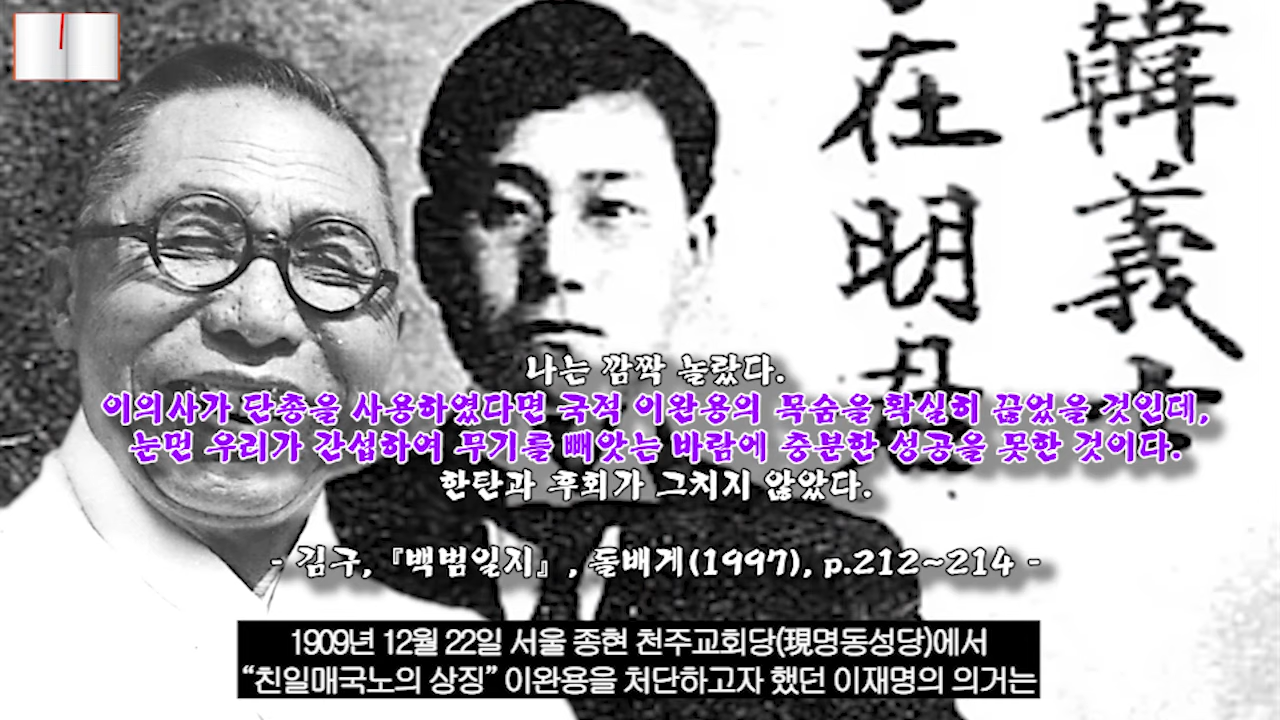 韓義士
在明君
나는 깜짝 놀랐다.
이의사가 단총을 사용하였다면 국적 이완용의 목숨을 확실히 끊었을 것인데,
눈먼 우리가 간섭하여 무기를 빼앗는 바람에 충분한 성공을 못한 것이다.
한탄과 후회가 그치지 않았다.
- 김구,『백범일지』, 돌배게(1997), p.212~214 -
1909년 12월 22일 서울 종현 천주교회당(現명동성당)에서
“친일매국노의 상징” 이완용을 처단하고자 했던 이재명의 의거는